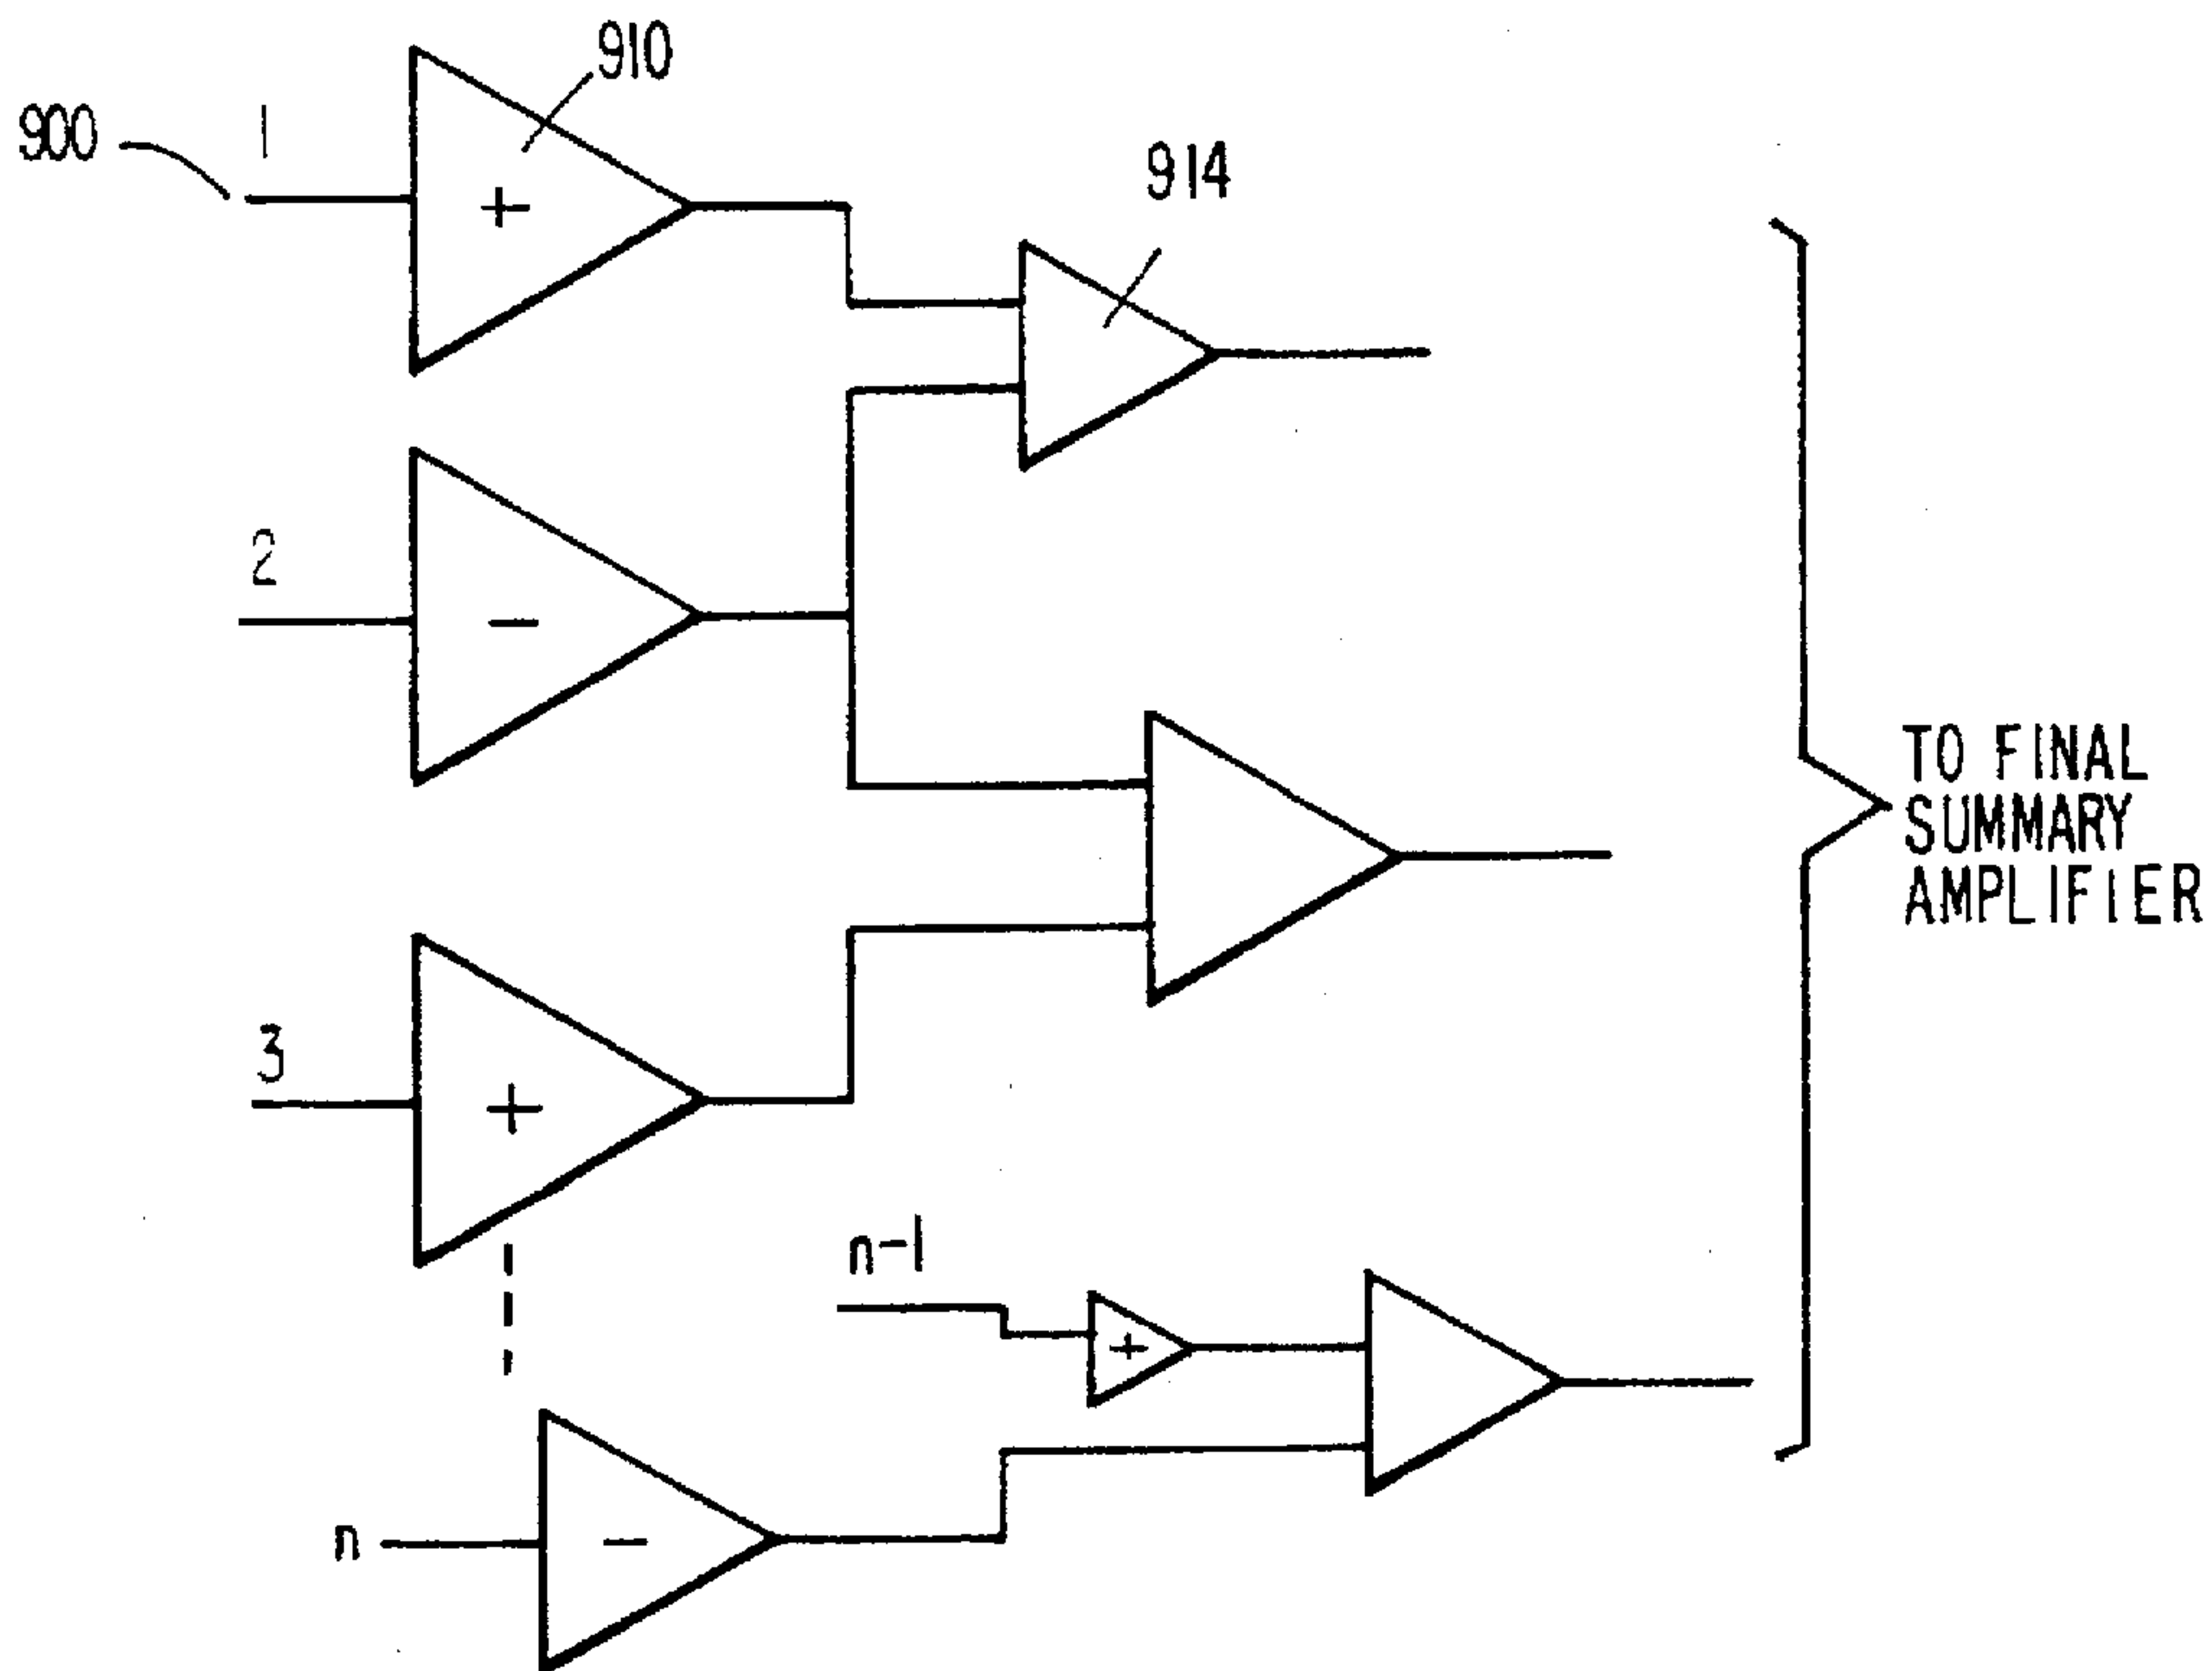 910
900
1
914
+
2
-
TO FINAL
SUMMARY
AMPLIFIER
3
+
n-1
+
n
-